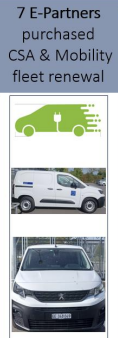 7 E-Partners
purchased
CSA & Mobility
fleet renewal